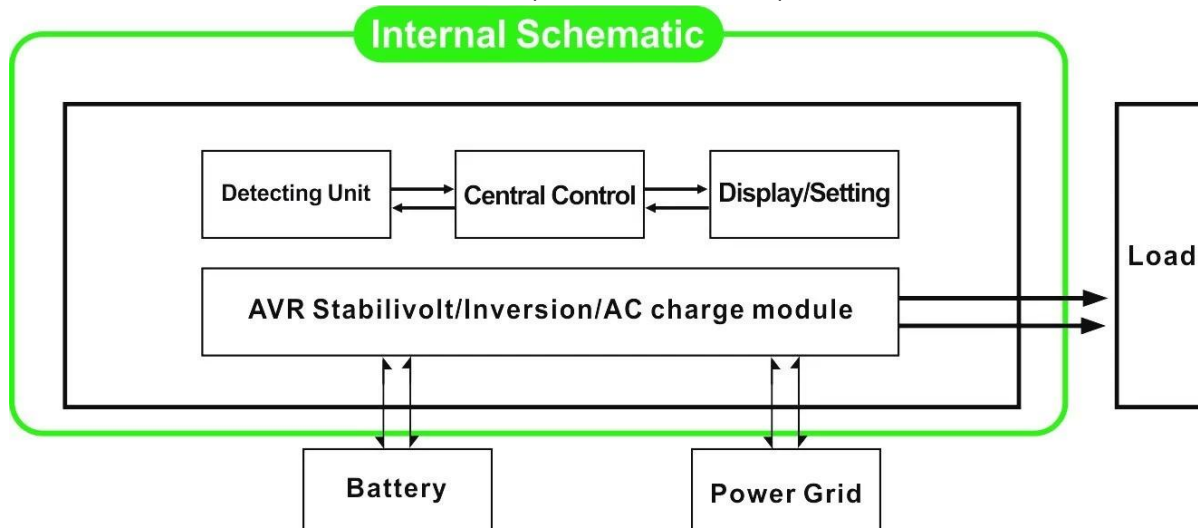 Internal Schematic
Detecting Unit
Central Control
Display/Setting
Load
AVR Stabilivolt/Inversion/AC charge module
Battery
Power Grid